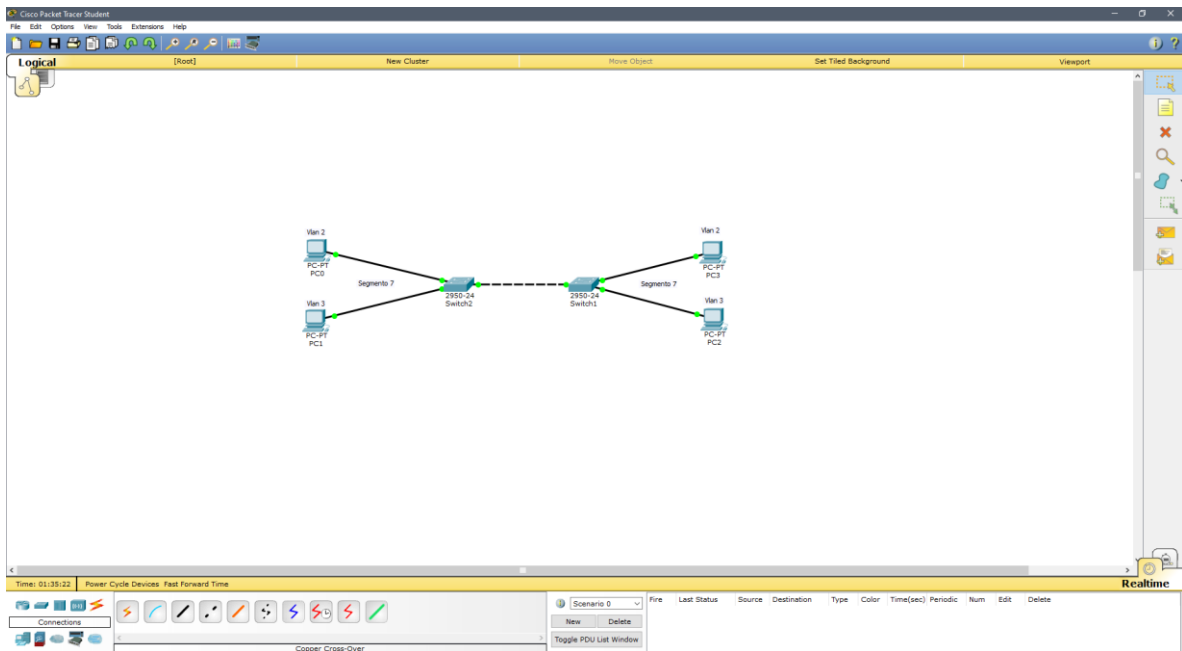 Cisco Packet Tracer Student
File Edit Options View Tools Extensions Help
Logical [Root] New Cluster Move Object Set Tiled Background Viewport
Vlan 2
PC-PT
PC0
Segmento 7
Vlan 3
PC-PT
PC1
2950-24
Switch2
2950-24
Switch1
Vlan 2
PC-PT
PC3
Segmento 7
Vlan 3
PC-PT
PC2
Time: 01:35:22 Power Cycle Devices Fast Forward Time Realtime
Connections
Copper Cross-Over
Scenario 0
New Delete
Toggle PDU List Window
Fire Last Status Source Destination Type Color Time(sec) Periodic Num Edit Delete